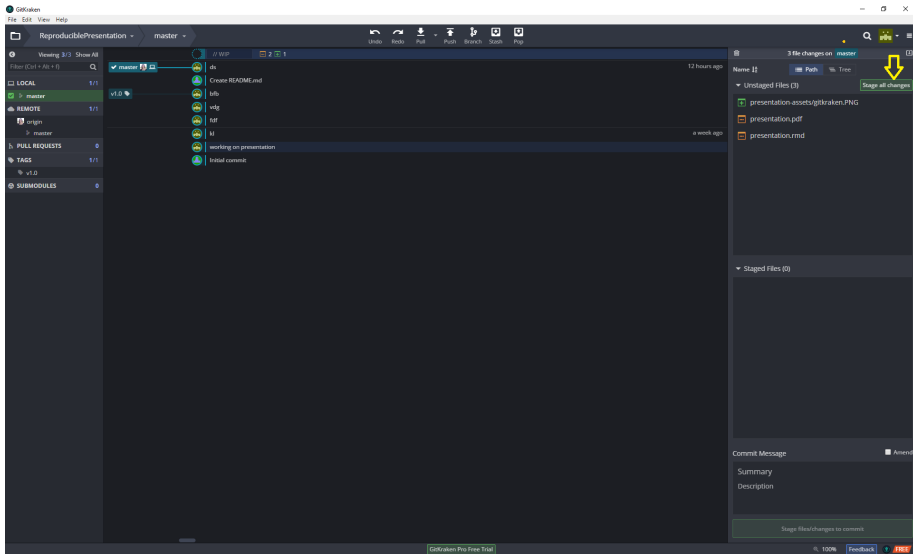 GitKraken
File Edit View Help
ReproduciblePresentation master
Undo Redo Pull Push Branch Stash Pop
Viewing 3/3 Show All
Filter (Ctrl + Alt + f)
LOCAL 1/1
master
REMOTE 1/1
origin
master
PULL REQUESTS 0
TAGS 1/1
v1.0
SUBMODULES 0
// WIP 2 1
master ds 12 hours ago
Create README.md
v1.0 bfb
vdg
fdf
kl a week ago
working on presentation
Initial commit
3 file changes on master
Name Path Tree
Unstaged Files (3) Stage all changes
presentation-assets/gitkraken.PNG
presentation.pdf
presentation.rmd
Staged Files (0)
Commit Message Amend
Summary
Description
Stage files/changes to commit
GitKraken Pro Free Trial 100% Feedback FREE